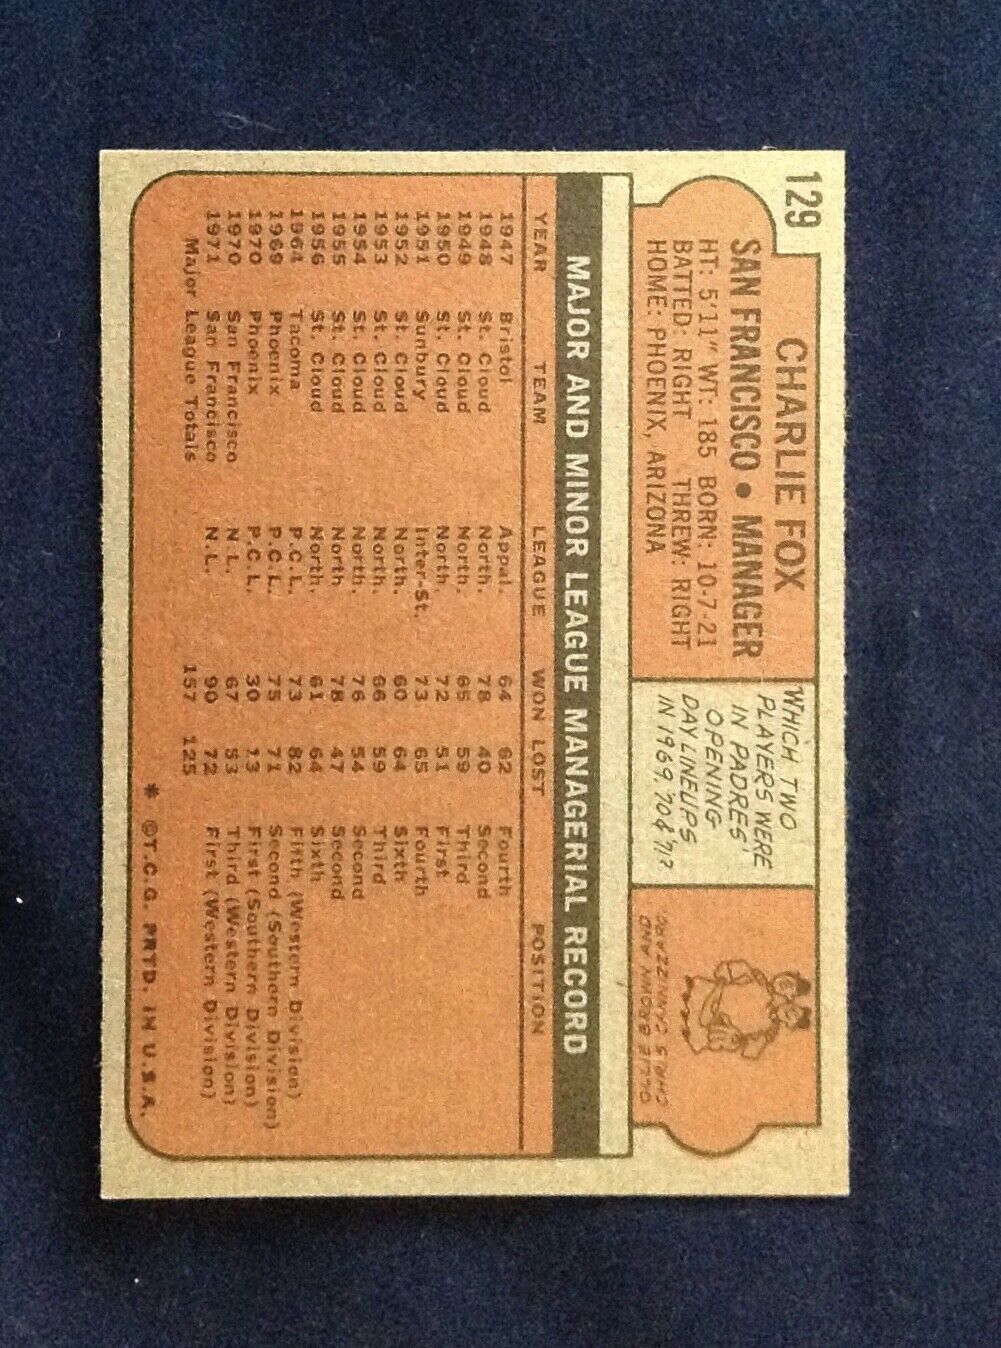 129
CHARLIE FOX
SAN FRANCISCO • MANAGER
HT: 5'11" WT: 185 BORN: 10-7-21
BATTED: RIGHT THREW: RIGHT
HOME: PHOENIX, ARIZONA
WHICH TWO
PLAYERS WERE
IN PADRES'
OPENING
DAY LINEUPS
IN 1969, '70 & '71?
OLLIE BROWN AND
CHRIS CANNIZZARO.
MAJOR AND MINOR LEAGUE MANAGERIAL RECORD
YEAR TEAM LEAGUE WON LOST POSITION
1947 Bristol Appal. 64 62 Fourth
1948 St. Cloud North. 78 40 Second
1949 St. Cloud North. 65 59 Third
1950 St. Cloud North. 72 51 First
1951 Sunbury Inter-St. 73 65 Fourth
1952 St. Cloud North. 60 64 Sixth
1953 St. Cloud North. 66 59 Third
1954 St. Cloud North. 76 54 Second
1955 St. Cloud North. 78 47 Second
1956 St. Cloud North. 61 64 Sixth
1964 Tacoma P.C.L. 73 82 Fifth (Western Division)
1969 Phoenix P.C.L. 75 71 Second (Southern Division)
1970 Phoenix P.C.L. 30 13 First (Southern Division)
1970 San Francisco N.L. 67 53 Third (Western Division)
1971 San Francisco N.L. 90 72 First (Western Division)
Major League Totals 157 125
* ©T.C.G. PRTD. IN U.S.A.